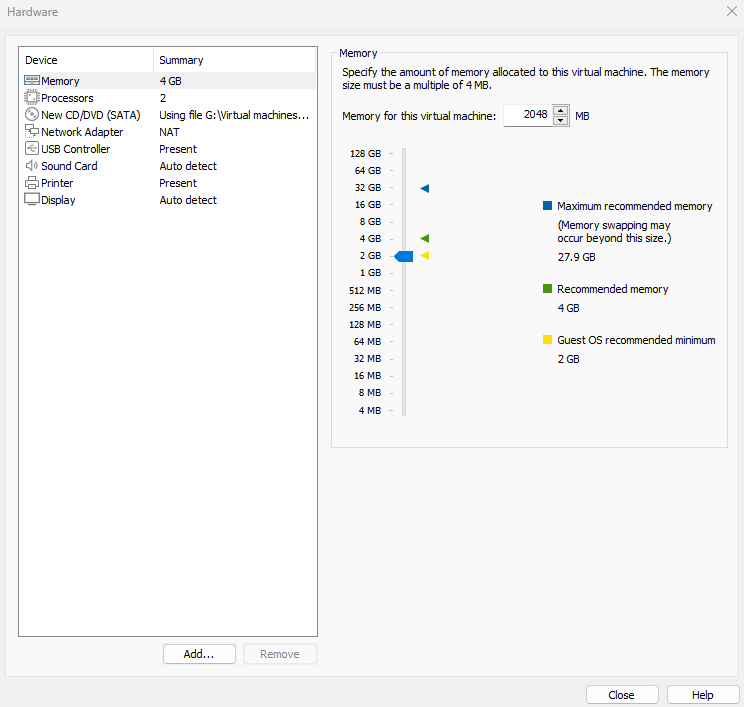 Hardware
Device Summary
Memory 4 GB
Processors 2
New CD/DVD (SATA) Using file G:\Virtual machines...
Network Adapter NAT
USB Controller Present
Sound Card Auto detect
Printer Present
Display Auto detect
Add...
Remove
Memory
Specify the amount of memory allocated to this virtual machine. The memory
size must be a multiple of 4 MB.
Memory for this virtual machine: 2048 MB
128 GB
64 GB
32 GB
16 GB
8 GB
4 GB
2 GB
1 GB
512 MB
256 MB
128 MB
64 MB
32 MB
16 MB
8 MB
4 MB
Maximum recommended memory
(Memory swapping may
occur beyond this size.)
27.9 GB
Recommended memory
4 GB
Guest OS recommended minimum
2 GB
Close
Help